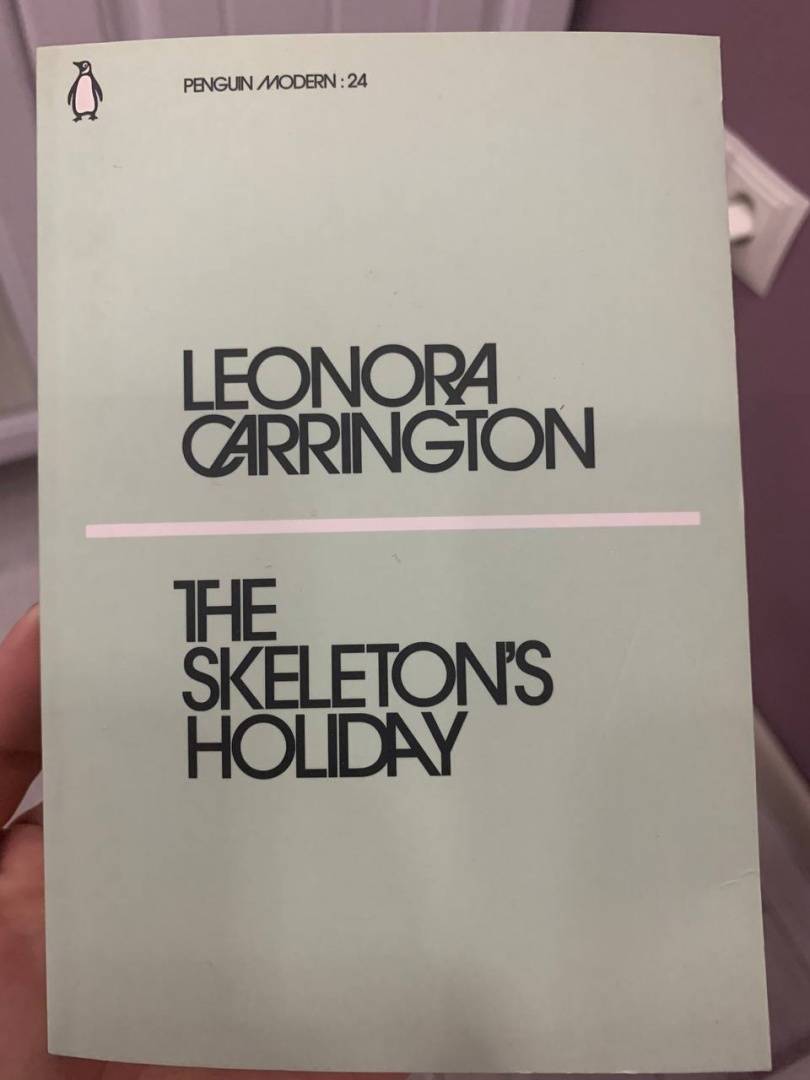 PENGUIN MODERN : 24
LEONORA
CARRINGTON
THE
SKELETON'S
HOLIDAY